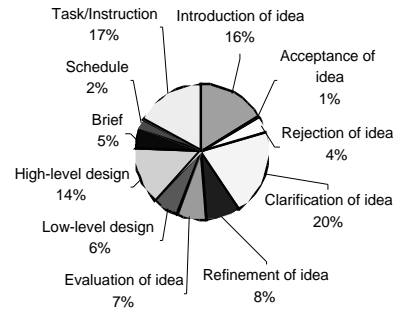 Task/Instruction
17%
Introduction of idea
16%
Acceptance of
idea
1%
Rejection of idea
4%
Clarification of idea
20%
Refinement of idea
8%
Evaluation of idea
7%
Low-level design
6%
High-level design
14%
Brief
5%
Schedule
2%